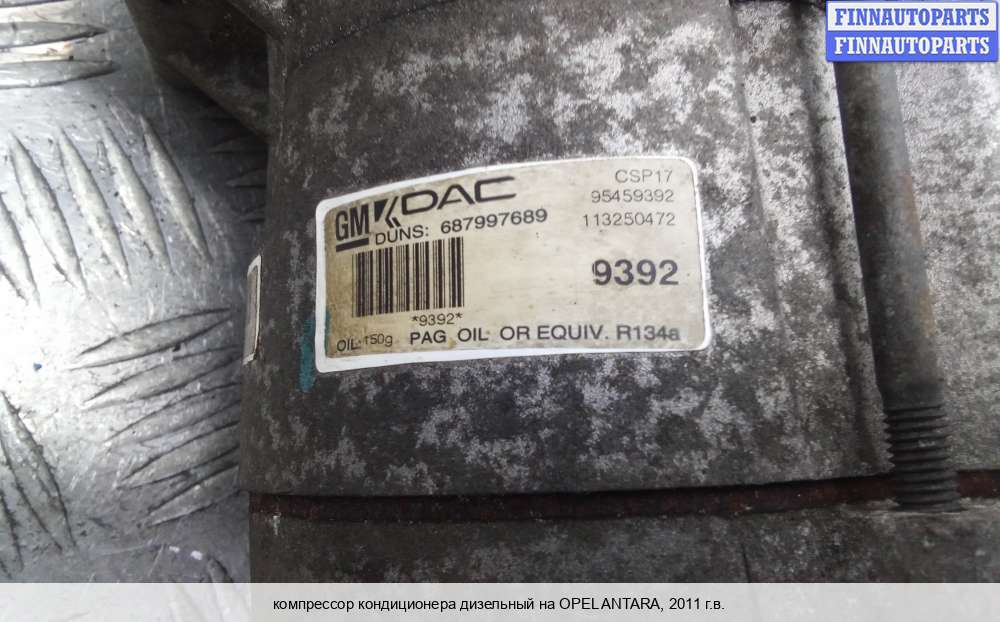 FINNAUTOPARTS
FINNAUTOPARTS
GM DAC
CSP17
95459392
DUNS: 687997689
113250472
9392
*9392*
OIL: 150g PAG OIL OR EQUIV. R134a
компрессор кондиционера дизельный на OPEL ANTARA, 2011 г.в.